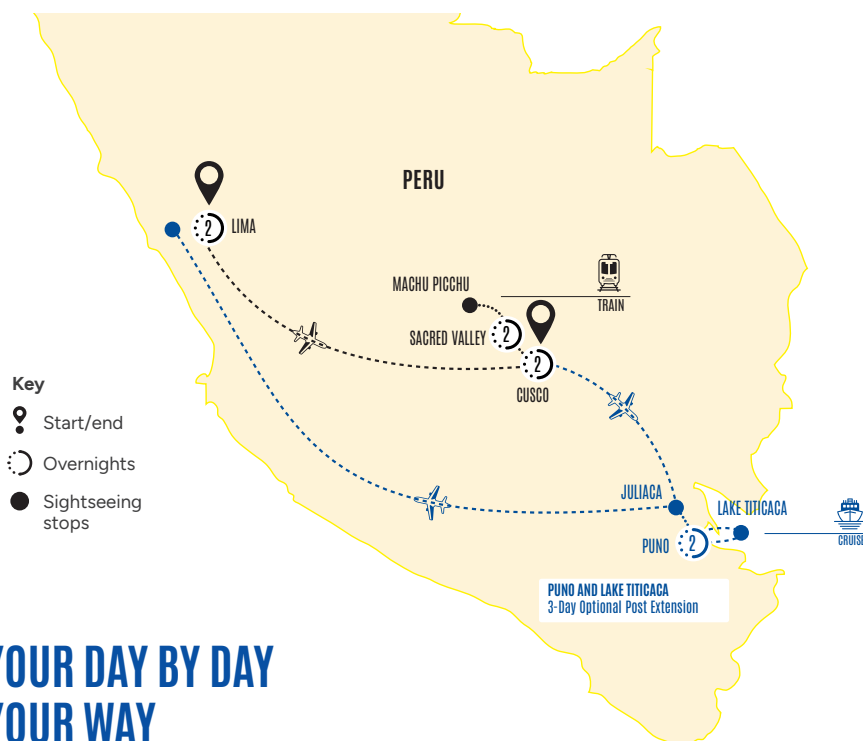 PERU
2
LIMA
MACHU PICCHU
TRAIN
SACRED VALLEY
2
2
CUSCO
Key
Start/end
Overnights
Sightseeing
stops
JULIACA
LAKE TITICACA
PUNO
2
CRUISE
PUNO AND LAKE TITICACA
3-Day Optional Post Extension
YOUR DAY BY DAY
YOUR WAY